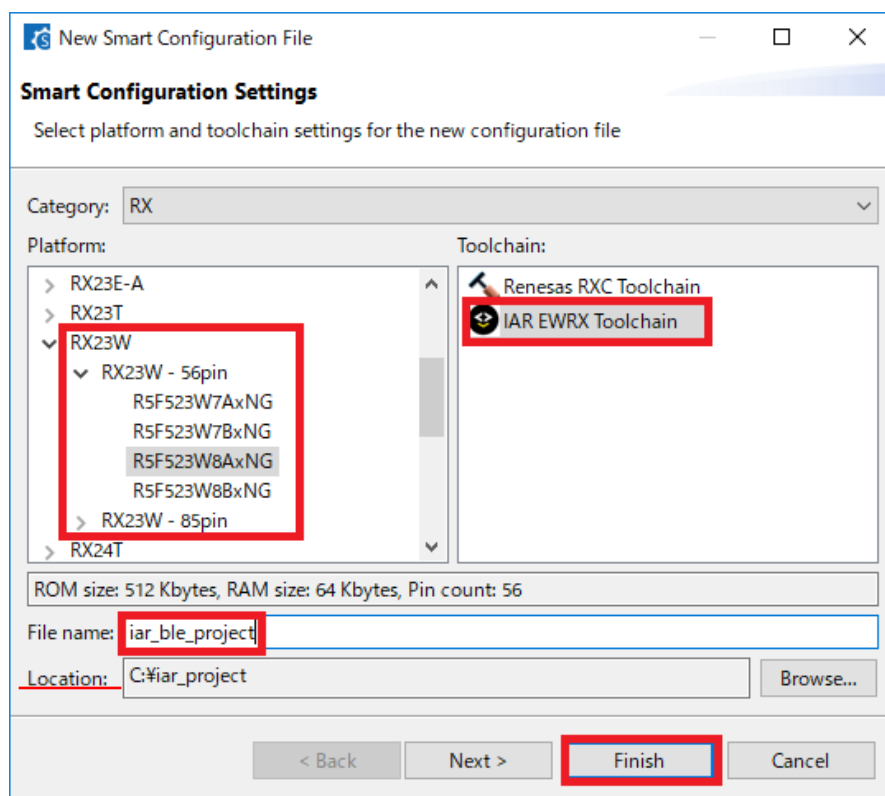 New Smart Configuration File
Smart Configuration Settings
Select platform and toolchain settings for the new configuration file
Category: RX
Platform:
Toolchain:
RX23E-A
RX23T
RX23W
RX23W - 56pin
R5F523W7AxNG
R5F523W7BxNG
R5F523W8AxNG
R5F523W8BxNG
RX23W - 85pin
RX24T
Renesas RXC Toolchain
IAR EWRX Toolchain
ROM size: 512 Kbytes, RAM size: 64 Kbytes, Pin count: 56
File name: iar_ble_project
Location: C:¥iar_project Browse...
< Back Next > Finish Cancel